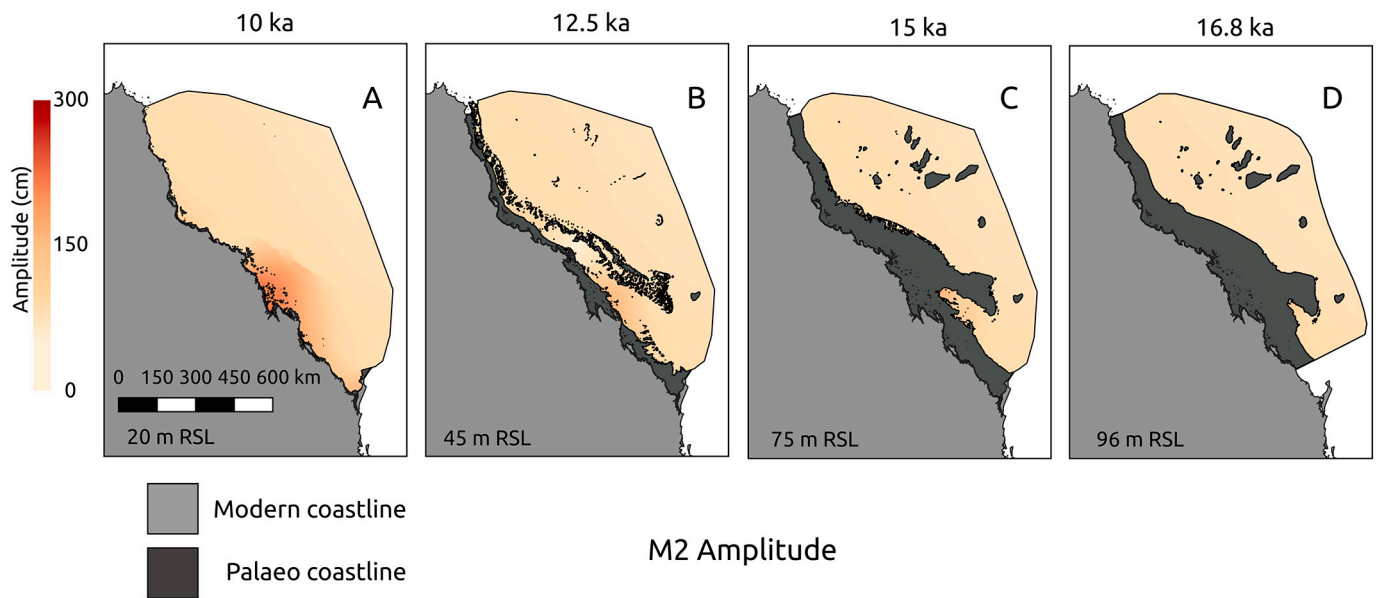 10 ka
12.5 ka
15 ka
16.8 ka
A
B
C
D
300
150
0
Amplitude (cm)
0 150 300 450 600 km
20 m RSL
45 m RSL
75 m RSL
96 m RSL
Modern coastline
Palaeo coastline
M2 Amplitude